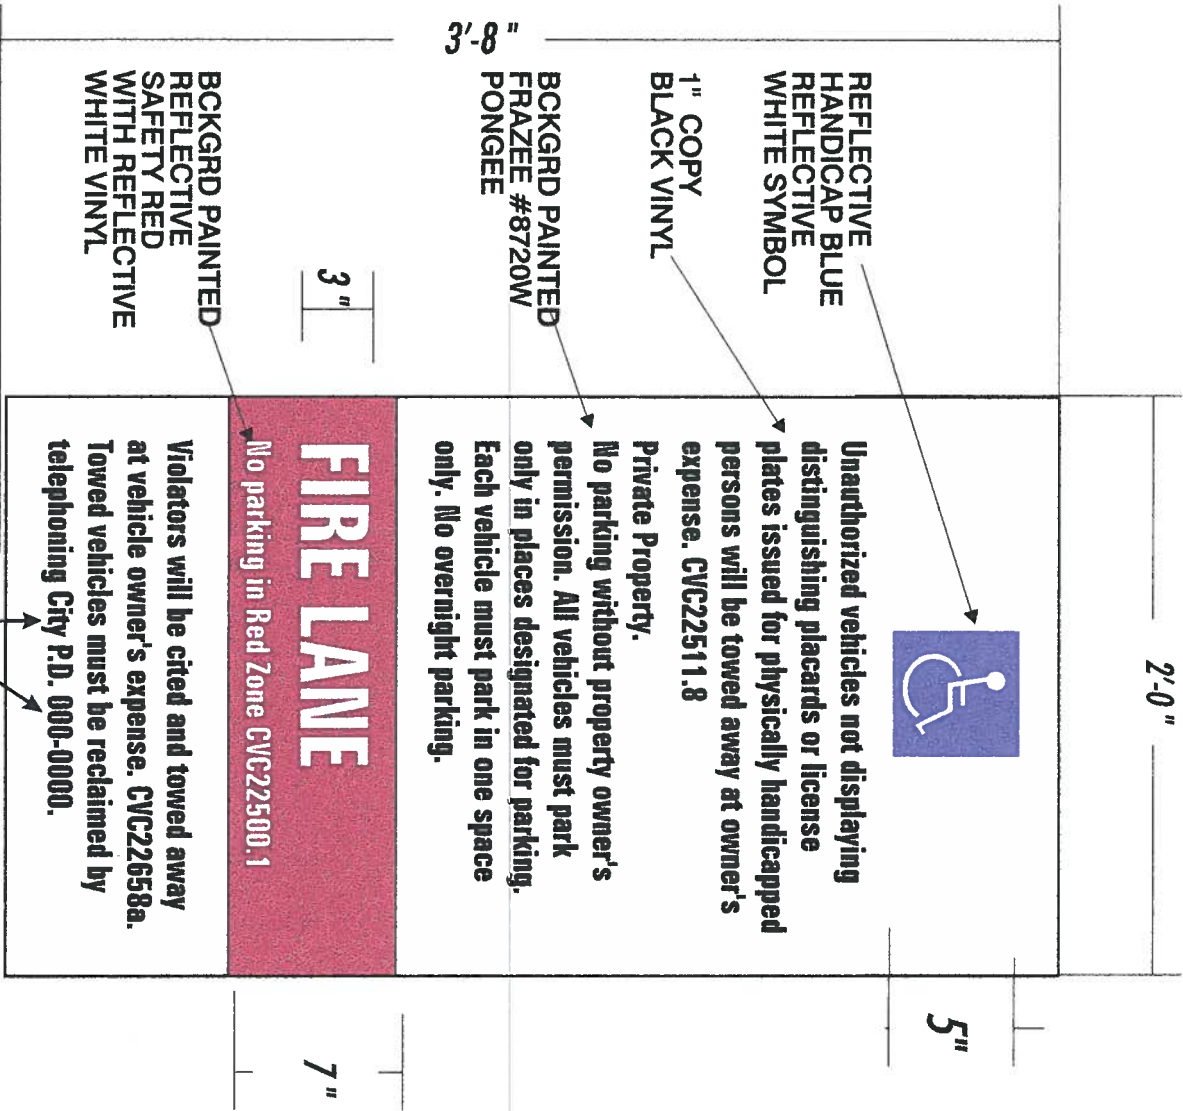 2'-0"
3'-8"
REFLECTIVE
HANDICAP BLUE
REFLECTIVE
WHITE SYMBOL
5"
1" COPY
BLACK VINYL
Unauthorized vehicles not displaying
distinguishing placards or license
plates issued for physically handicapped
persons will be towed away at owner's
expense. CVC22511.8
Private Property.
BCKGRD PAINTED
FRAZEE #8720W
PONGEE
No parking without property owner's
permission. All vehicles must park
only in places designated for parking.
Each vehicle must park in one space
only. No overnight parking.
3"
FIRE LANE
7"
BCKGRD PAINTED
REFLECTIVE
SAFETY RED
WITH REFLECTIVE
WHITE VINYL
No parking in Red Zone CVC22500.1
Violators will be cited and towed away
at vehicle owner's expense. CVC22658a.
Towed vehicles must be reclaimed by
telephoning City P.D. 000-0000.